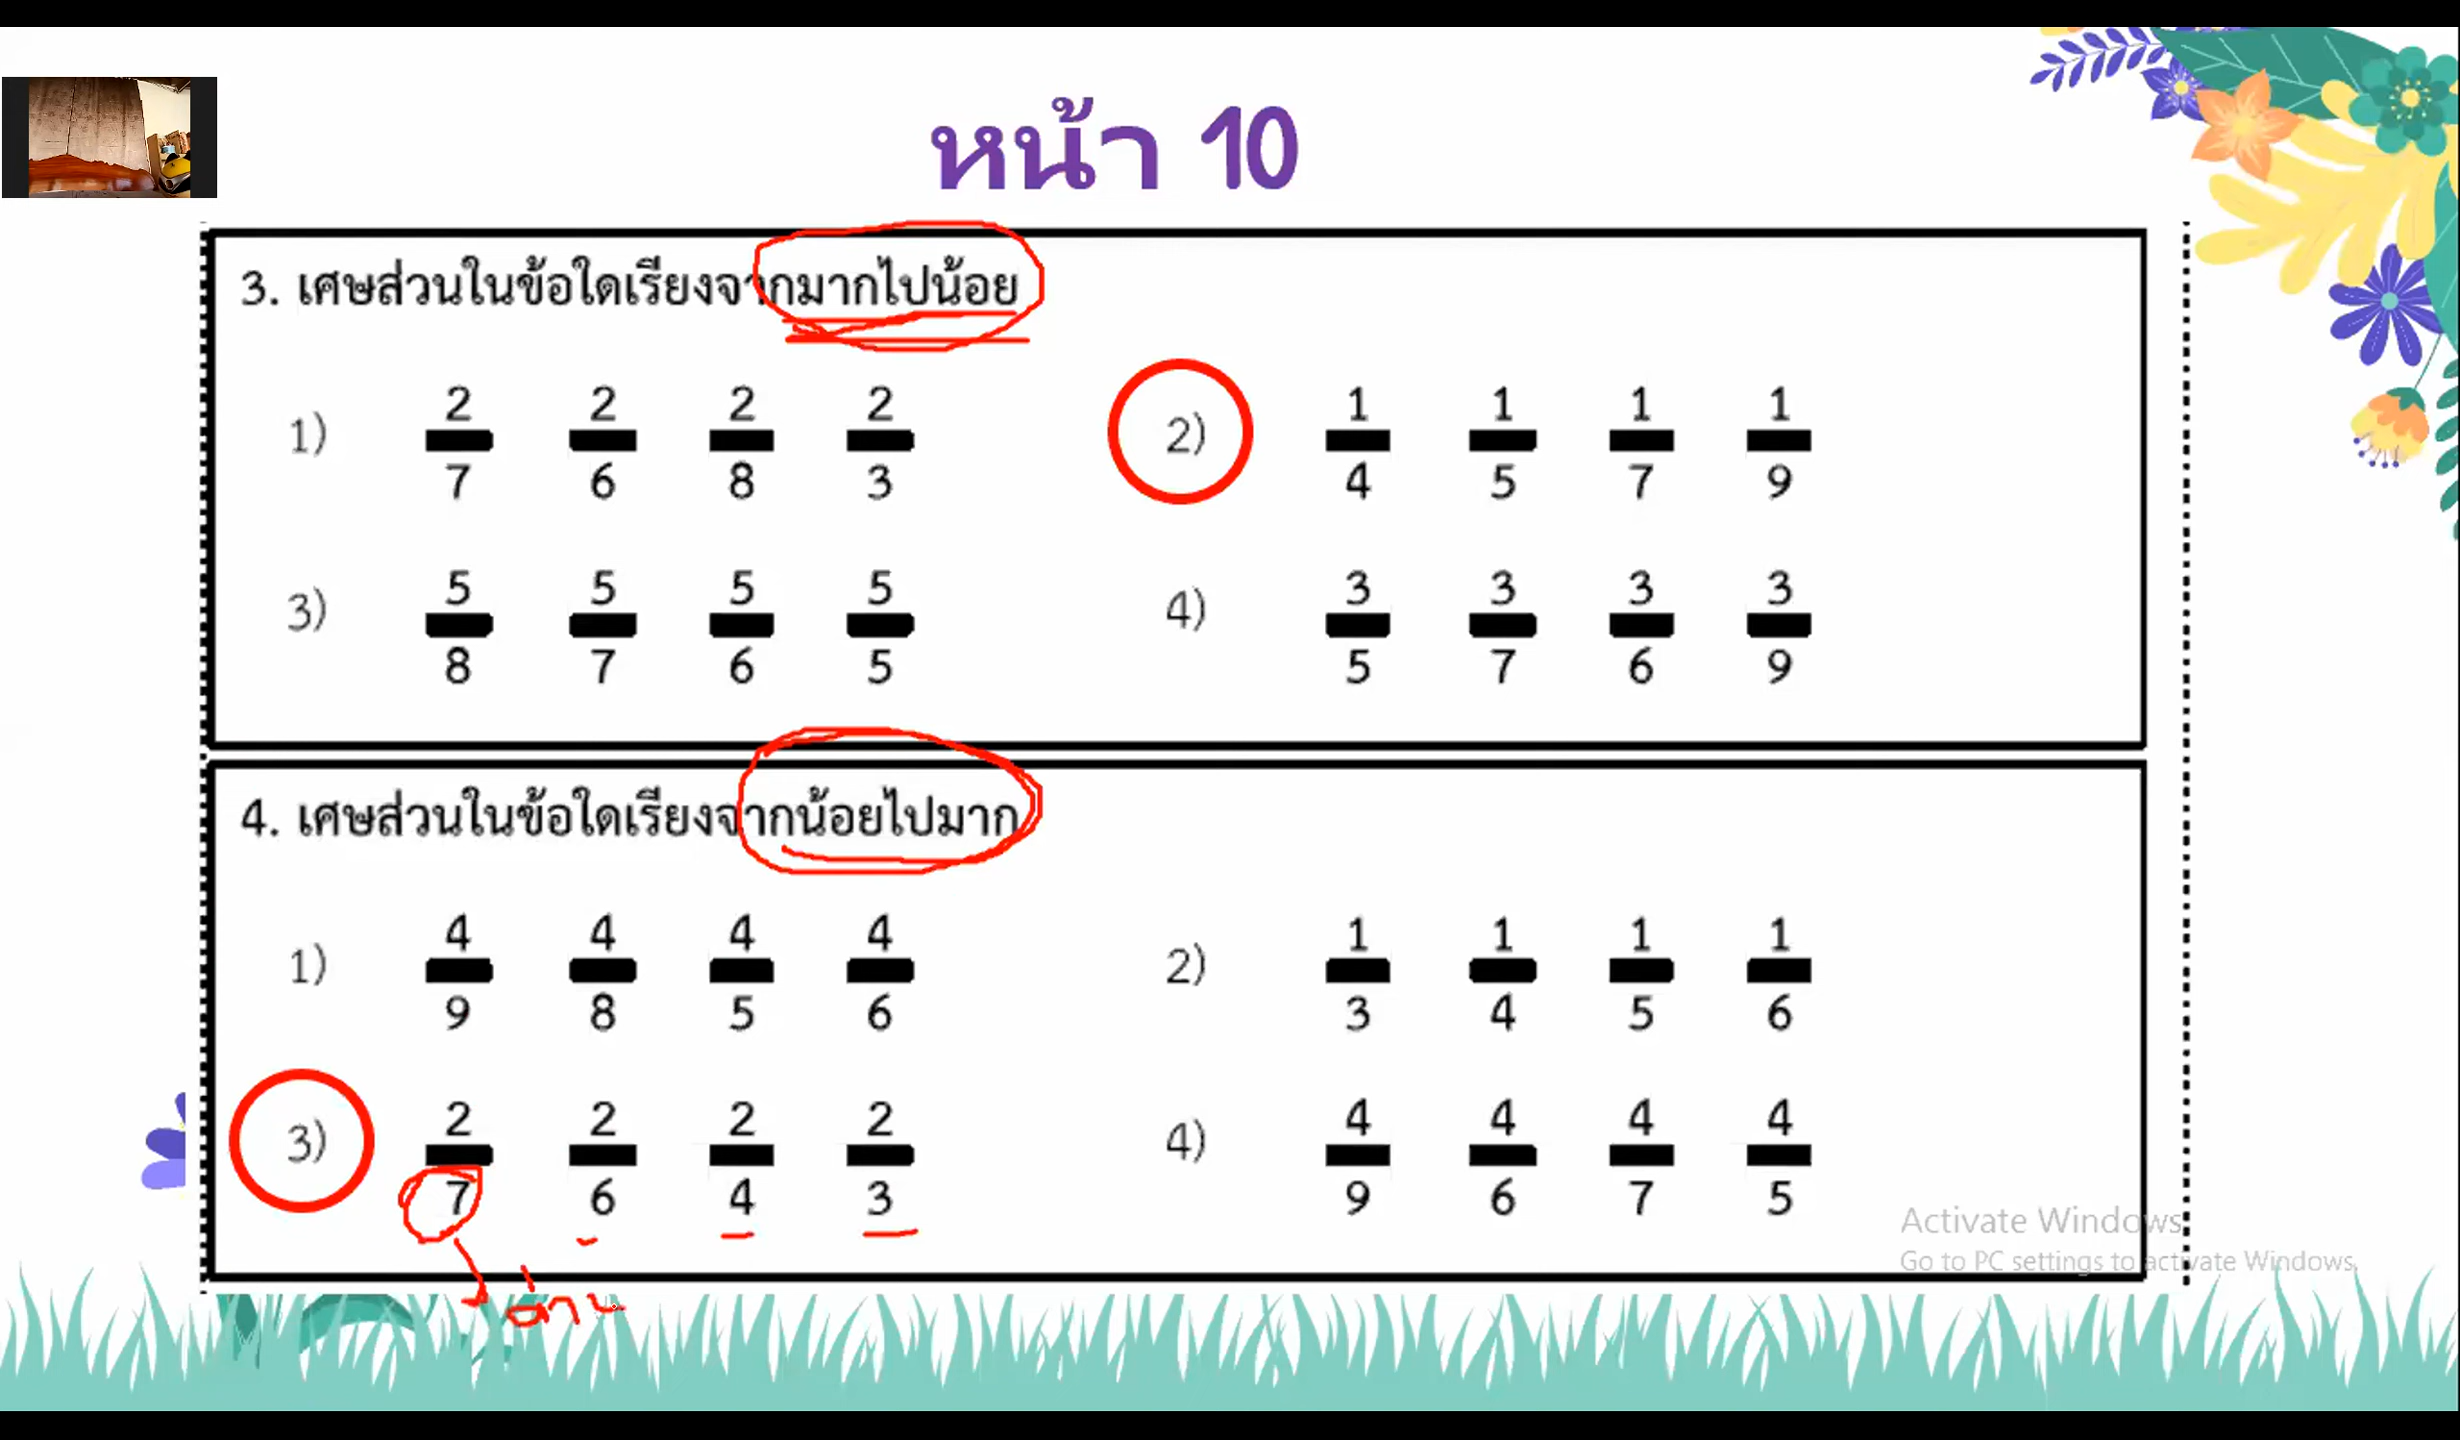 หน้า 10
3. เศษส่วนในข้อใดเรียงจากมากไปน้อย
1) 2/7 2/6 2/8 2/3
2) 1/4 1/5 1/7 1/9
3) 5/8 5/7 5/6 5/5
4) 3/5 3/7 3/6 3/9
4. เศษส่วนในข้อใดเรียงจากน้อยไปมาก
1) 4/9 4/8 4/5 4/6
2) 1/3 1/4 1/5 1/6
3) 2/7 2/6 2/4 2/3
4) 4/9 4/6 4/7 4/5
Activate Windows
Go to PC settings to activate Windows.